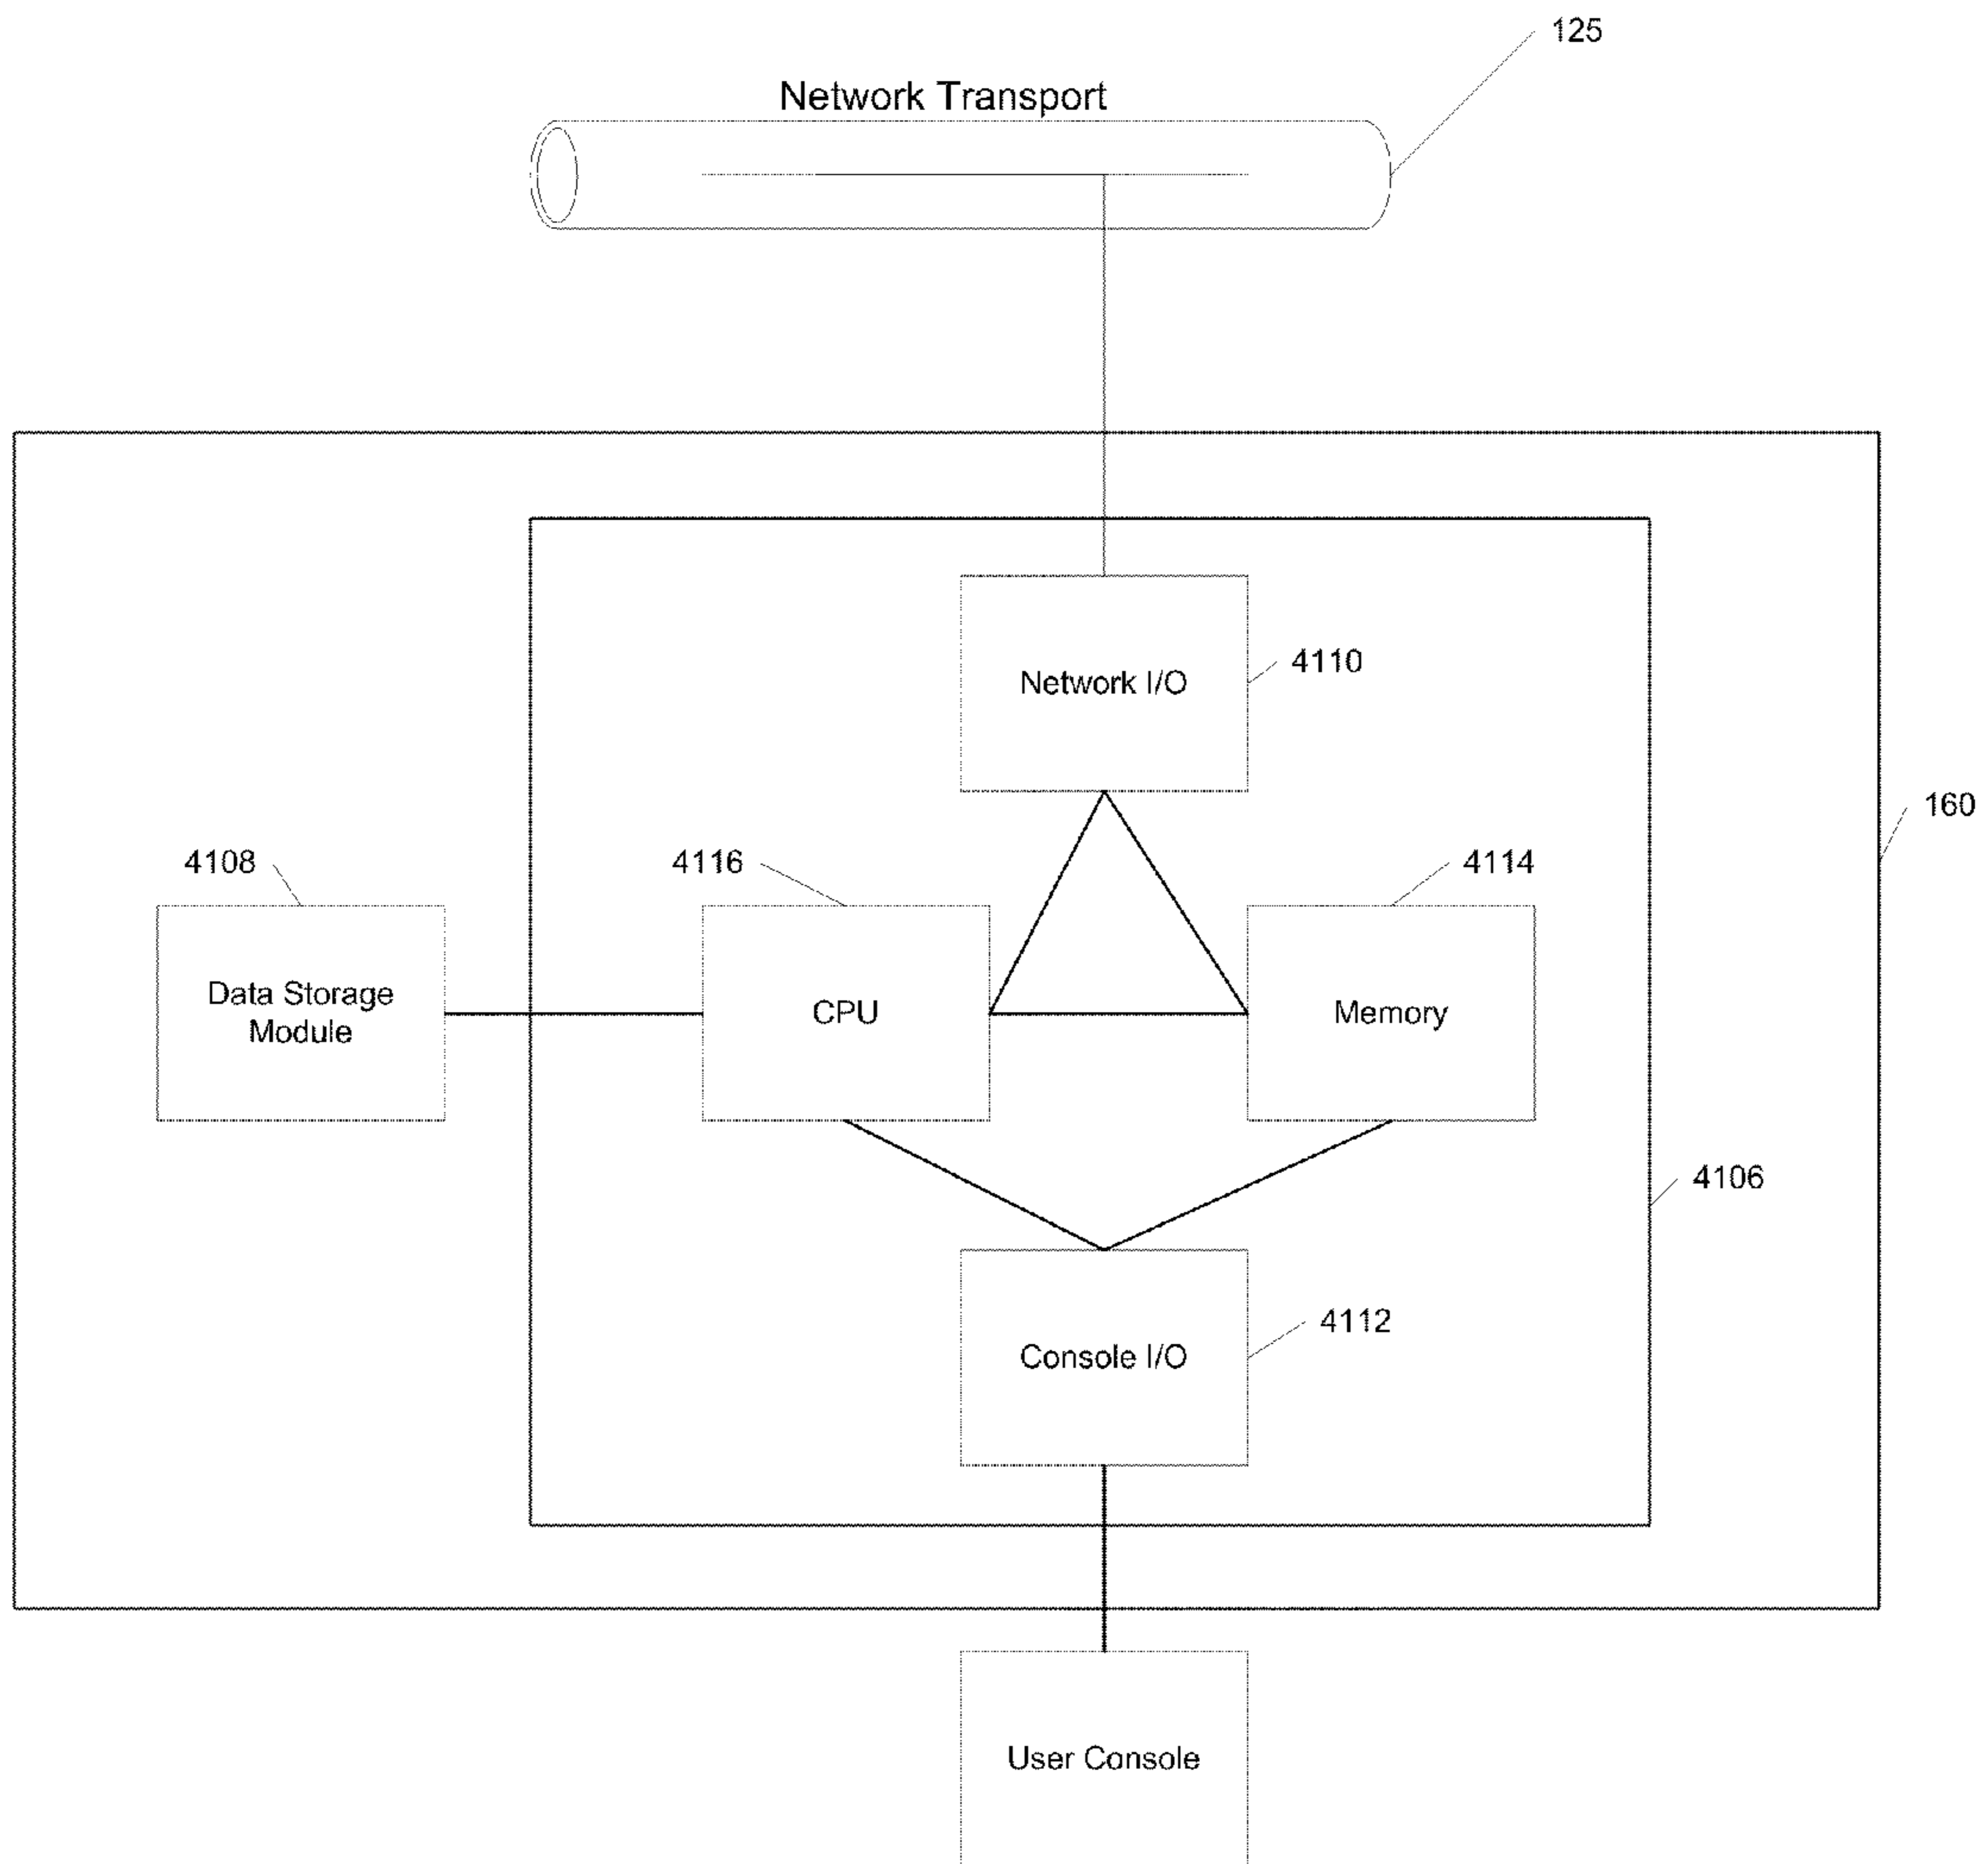 125
Network Transport
Network I/O
4110
160
4108
4116
4114
Data Storage
Module
CPU
Memory
4106
4112
Console I/O
User Console